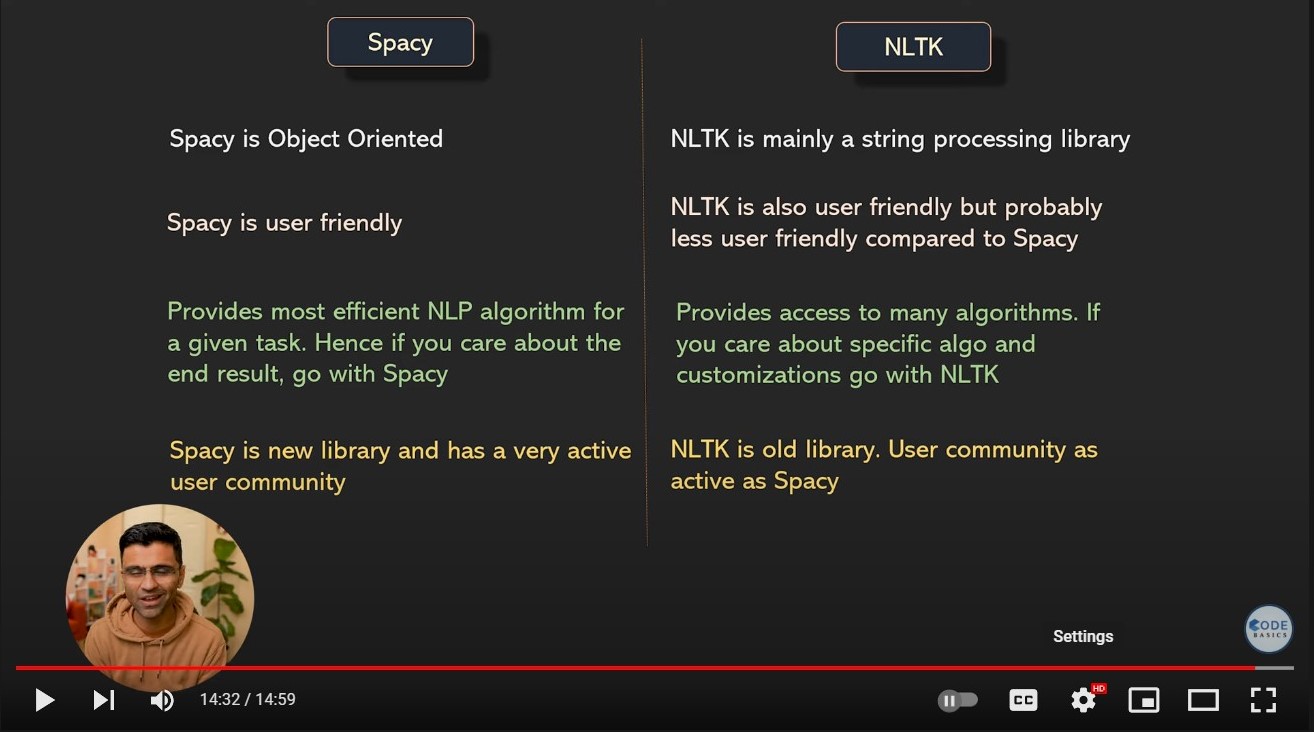 Spacy
NLTK
Spacy is Object Oriented
NLTK is mainly a string processing library
Spacy is user friendly
NLTK is also user friendly but probably
less user friendly compared to Spacy
Provides most efficient NLP algorithm for
a given task. Hence if you care about the
end result, go with Spacy
Provides access to many algorithms. If
you care about specific algo and
customizations go with NLTK
Spacy is new library and has a very active
user community
NLTK is old library. User community as
active as Spacy
CODE
BASICS
Settings
14:32 / 14:59
CC
HD